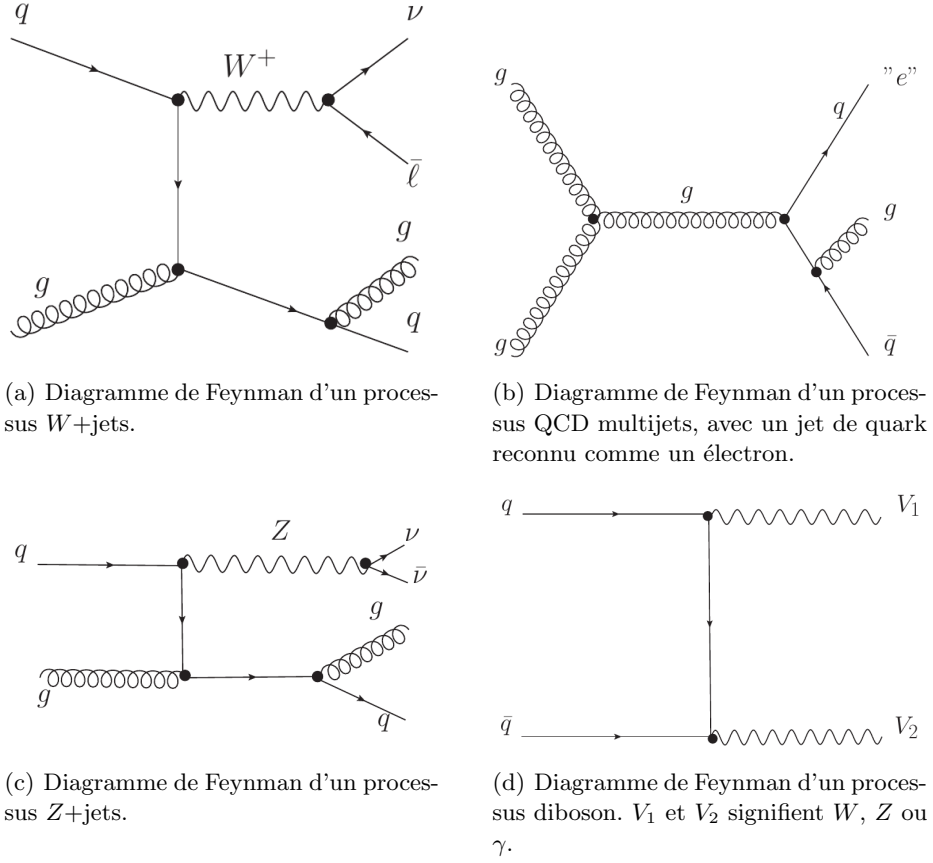 q
ν
W⁺
ℓ̄
g
g
q
(a) Diagramme de Feynman d'un proces-
sus W+jets.
g
g
g
"e"
q
g
q̄
(b) Diagramme de Feynman d'un proces-
sus QCD multijets, avec un jet de quark
reconnu comme un électron.
q
Z
ν
ν̄
g
g
q
(c) Diagramme de Feynman d'un proces-
sus Z+jets.
q
V₁
q̄
V₂
(d) Diagramme de Feynman d'un proces-
sus diboson. V₁ et V₂ signifient W, Z ou
γ.